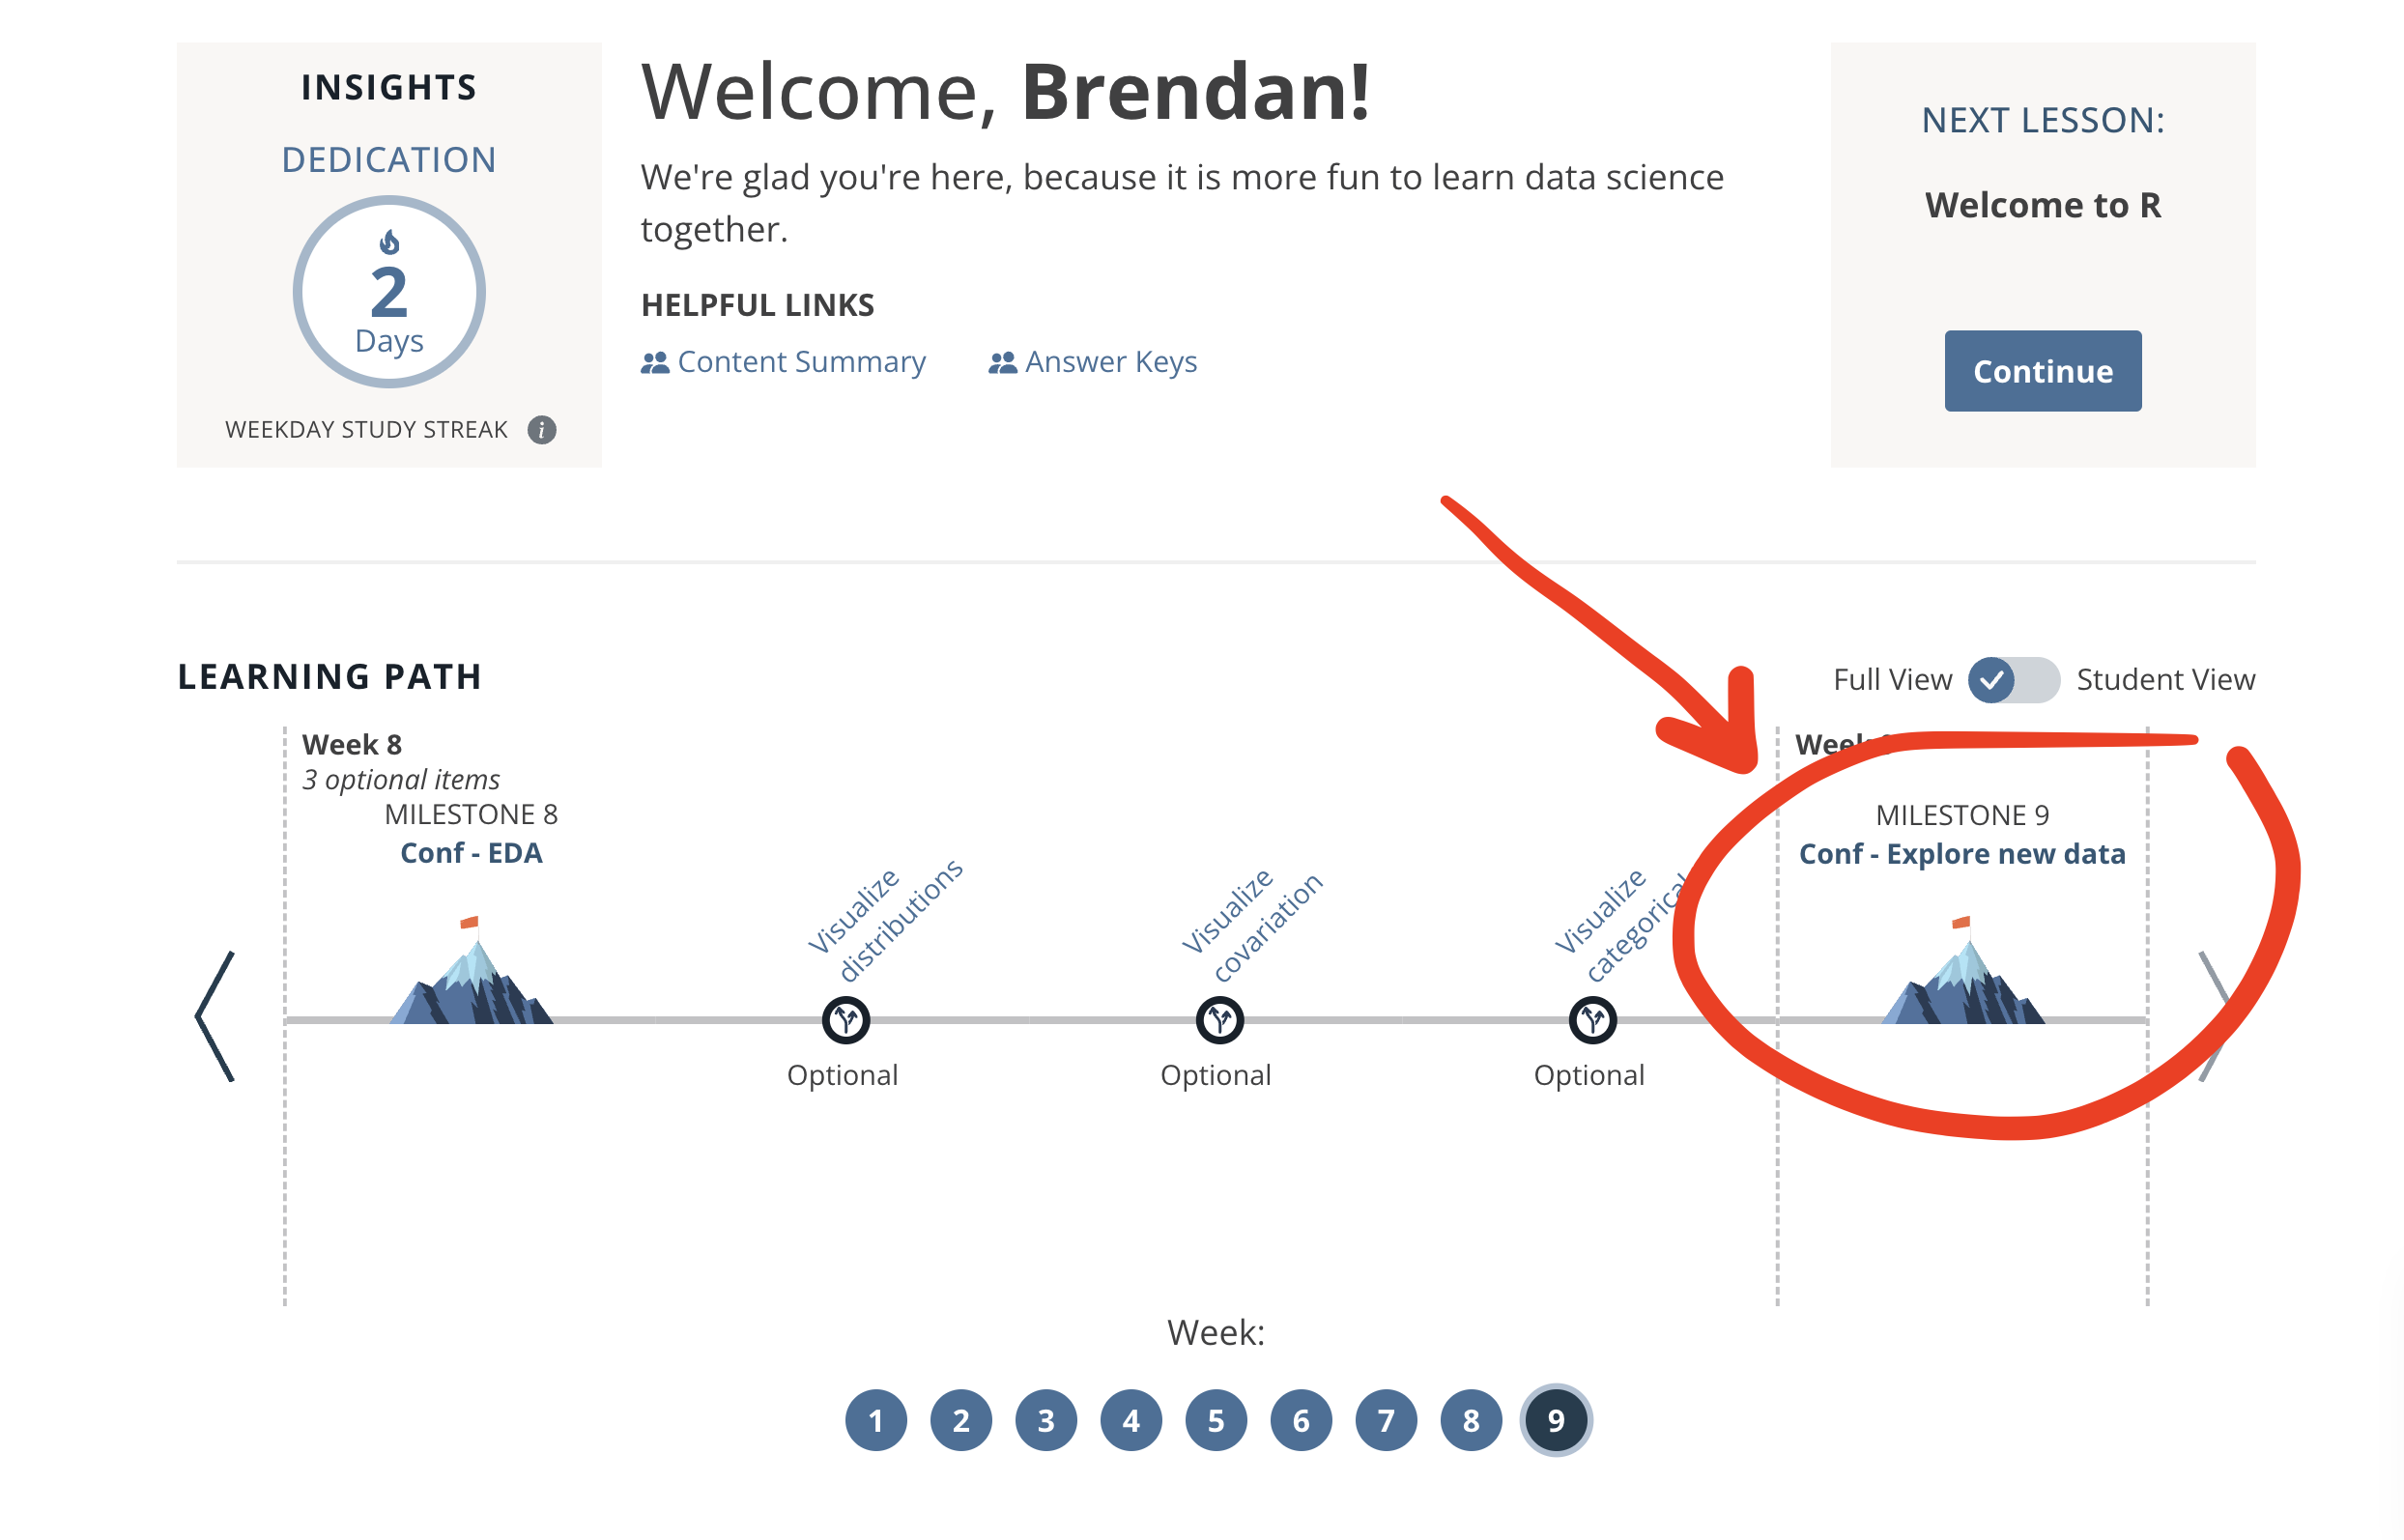 INSIGHTS
DEDICATION
2
Days
WEEKDAY STUDY STREAK
Welcome, Brendan!
We're glad you're here, because it is more fun to learn data science
together.
HELPFUL LINKS
Content Summary
Answer Keys
NEXT LESSON:
Welcome to R
Continue
LEARNING PATH
Full View
Student View
Week 8
3 optional items
MILESTONE 8
Conf - EDA
Visualize
distributions
Optional
Visualize
covariation
Optional
Visualize
categorical
Optional
Week
MILESTONE 9
Conf - Explore new data
Week:
1 2 3 4 5 6 7 8 9